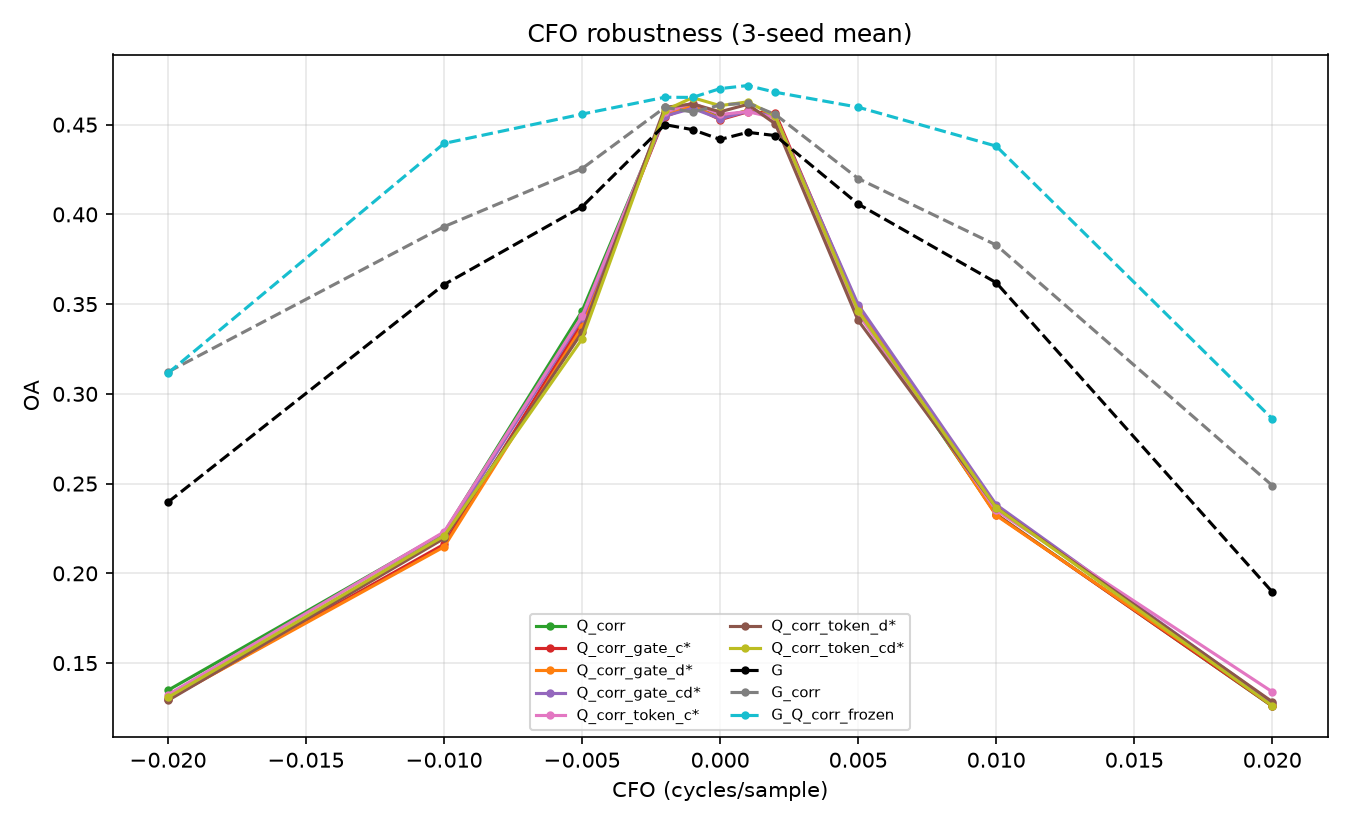 CFO robustness (3-seed mean)
OA
0.45
0.40
0.35
0.30
0.25
0.20
0.15
−0.020
−0.015
−0.010
−0.005
0.000
0.005
0.010
0.015
0.020
CFO (cycles/sample)
Q_corr
Q_corr_gate_c*
Q_corr_gate_d*
Q_corr_gate_cd*
Q_corr_token_c*
Q_corr_token_d*
Q_corr_token_cd*
G
G_corr
G_Q_corr_frozen